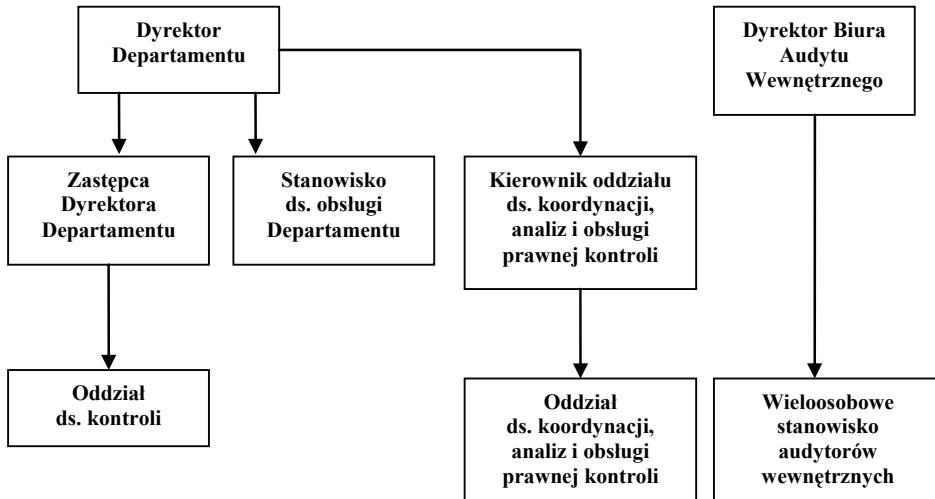 Dyrektor
Departamentu
Dyrektor Biura
Audytu
Wewnętrznego
Zastępca
Dyrektora
Departamentu
Stanowisko
ds. obsługi
Departamentu
Kierownik oddziału
ds. koordynacji,
analiz i obsługi
prawnej kontroli
Oddział
ds. kontroli
Oddział
ds. koordynacji,
analiz i obsługi
prawnej kontroli
Wieloosobowe
stanowisko
audytorów
wewnętrznych